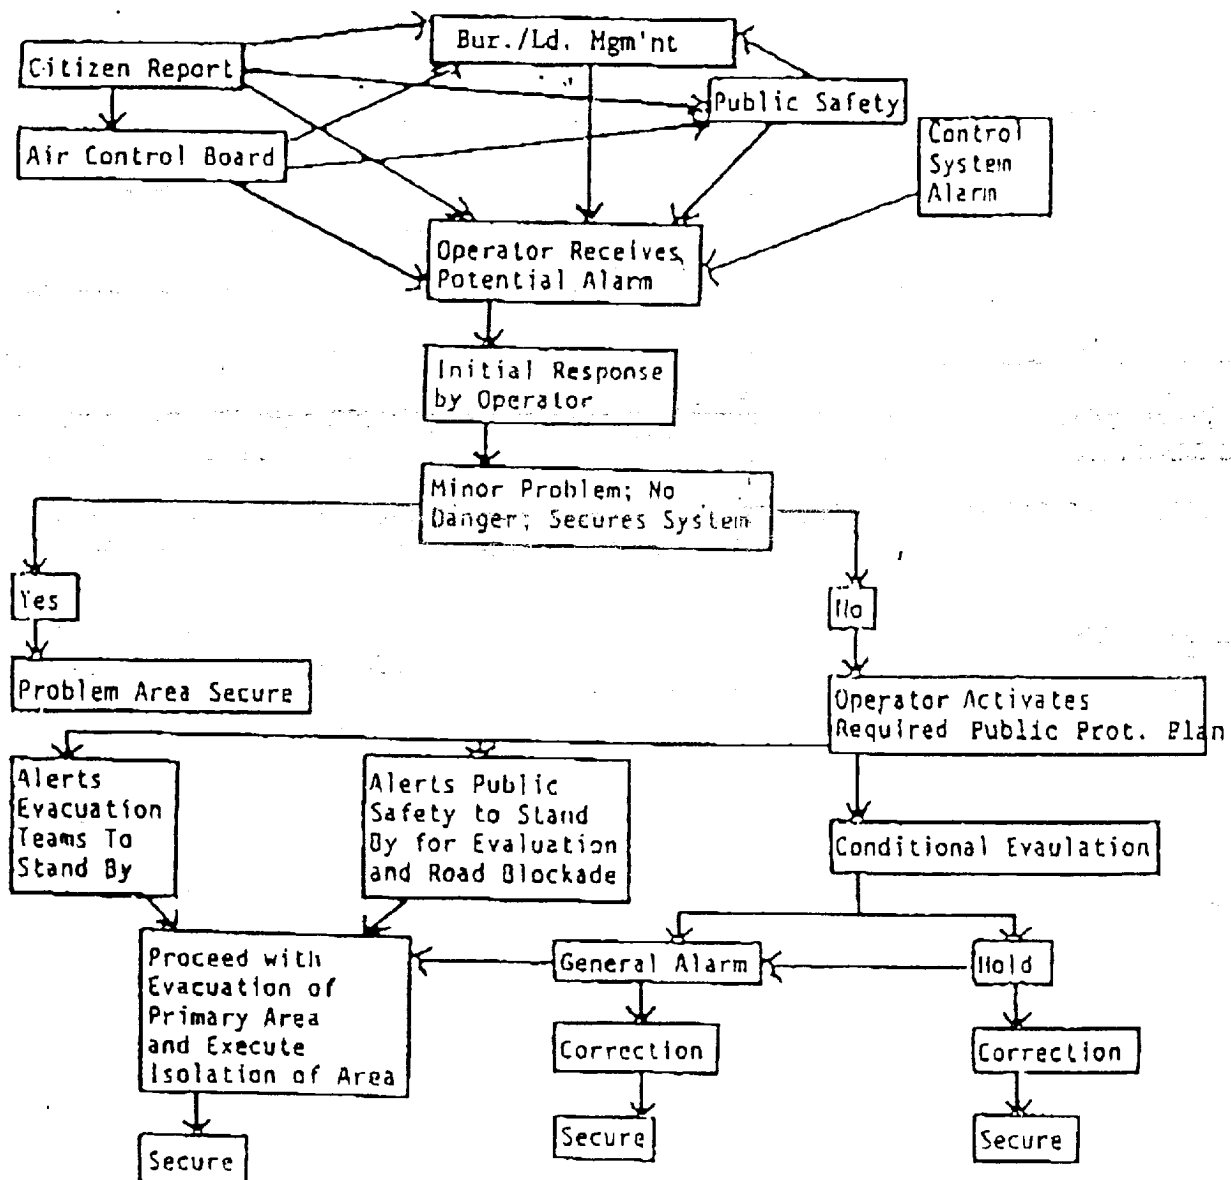 Bur./Ld. Mgm'nt
Citizen Report
Public Safety
Air Control Board
Control
System
Alarm
Operator Receives
Potential Alarm
Initial Response
by Operator
Minor Problem; No
Danger; Secures System
Yes
No
Problem Area Secure
Operator Activates
Required Public Prot. Plan
Alerts
Evacuation
Teams To
Stand By
Alerts Public
Safety to Stand
By for Evaluation
and Road Blockade
Conditional Evaulation
Proceed with
Evacuation of
Primary Area
and Execute
Isolation of Area
General Alarm
Hold
Correction
Correction
Secure
Secure
Secure